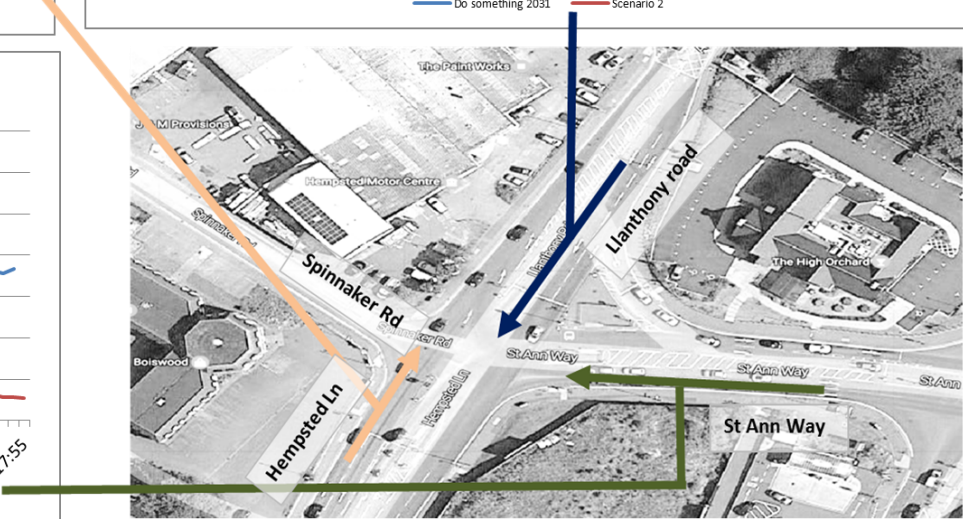 Do something 2031
Scenario 2
The Paint Works
J & M Provisions
Hempsted Motor Centre
Llanthony road
Spinnaker Rd
Llanthony Rd
The High Orchard
Spinnaker Rd
Spinnaker Rd
St Ann Way
Boiswood
St Ann Way
St Ann
Hempsted Ln
Hempsted Ln
St Ann Way
17:55